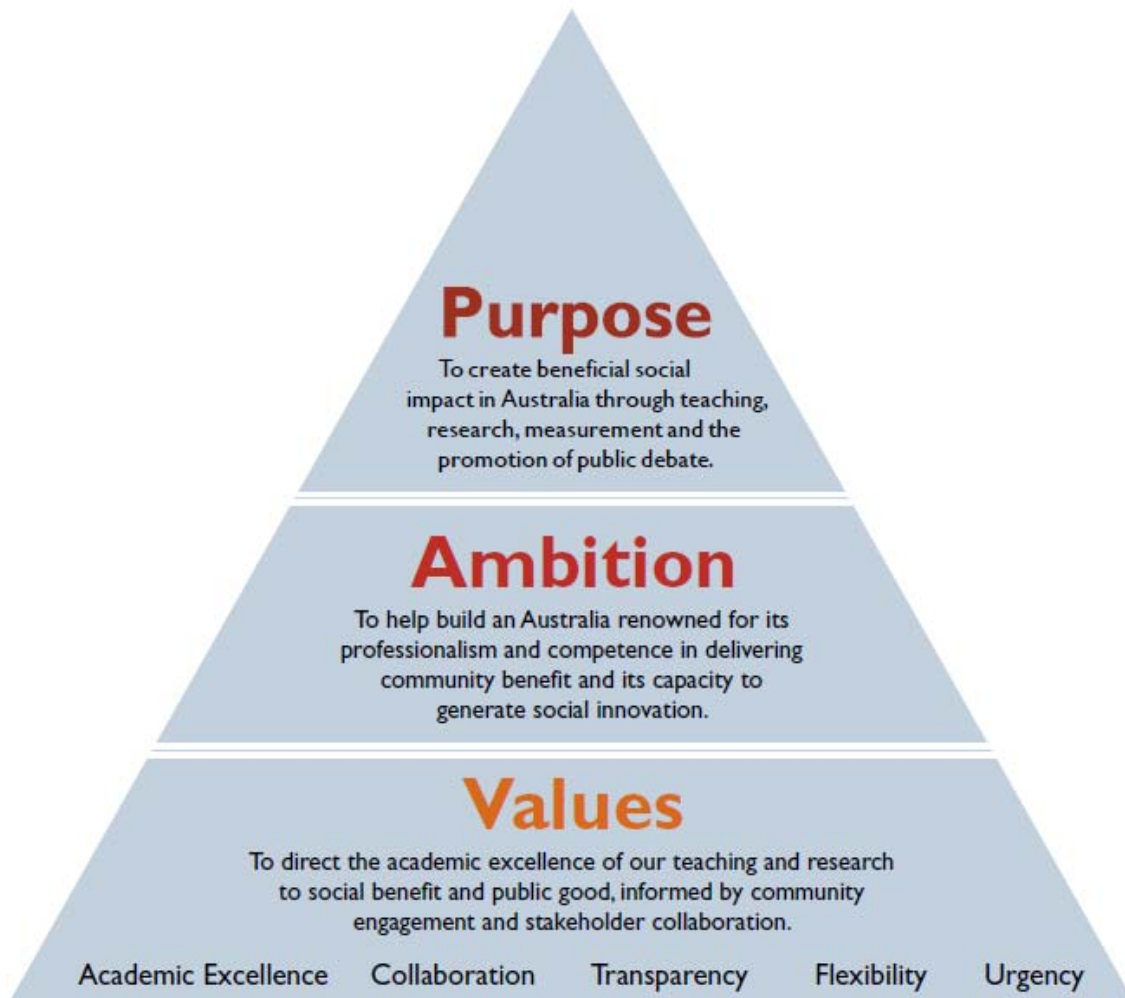 Purpose
To create beneficial social
impact in Australia through teaching,
research, measurement and the
promotion of public debate.
Ambition
To help build an Australia renowned for its
professionalism and competence in delivering
community benefit and its capacity to
generate social innovation.
Values
To direct the academic excellence of our teaching and research
to social benefit and public good, informed by community
engagement and stakeholder collaboration.
Academic Excellence Collaboration Transparency Flexibility Urgency